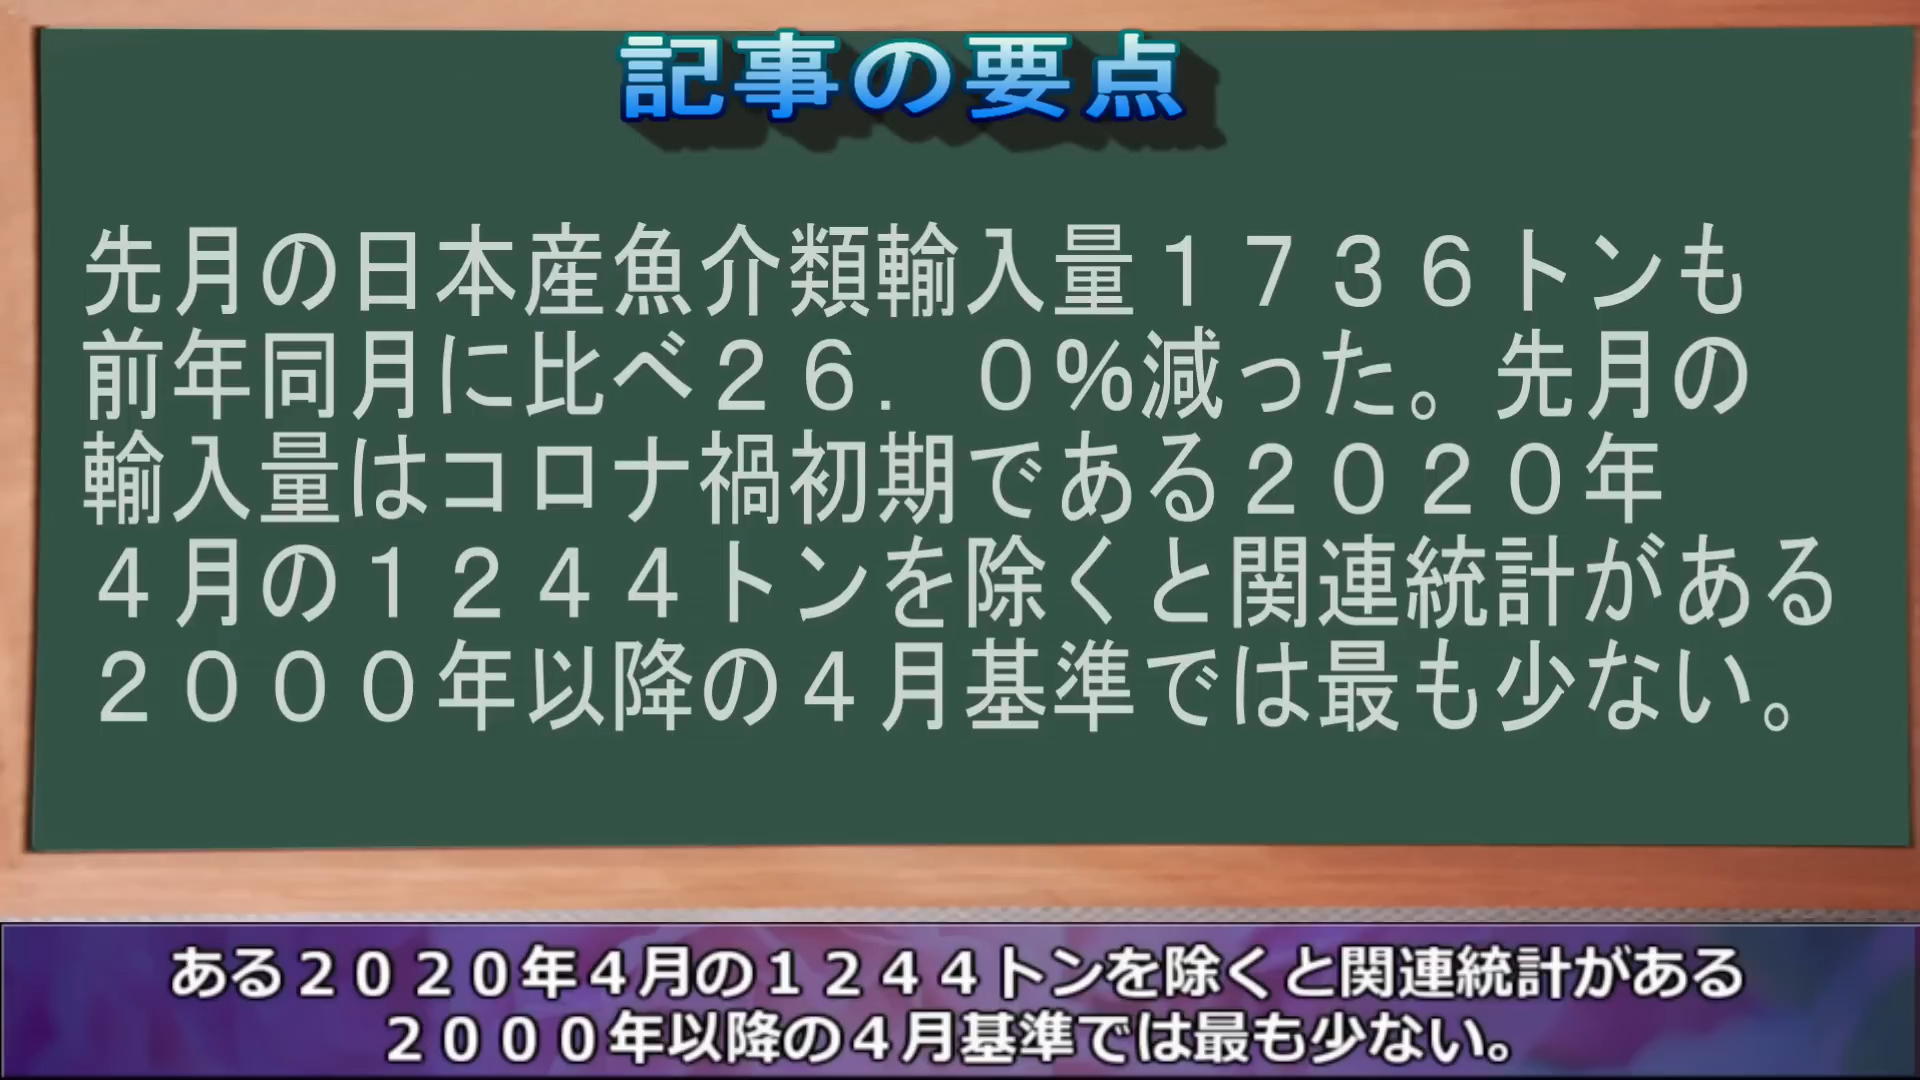 記事の要点
先月の日本産魚介類輸入量１７３６トンも
前年同月に比べ２６．０％減った。先月の
輸入量はコロナ禍初期である２０２０年
４月の１２４４トンを除くと関連統計がある
２０００年以降の４月基準では最も少ない。
ある２０２０年４月の１２４４トンを除くと関連統計がある
２０００年以降の４月基準では最も少ない。